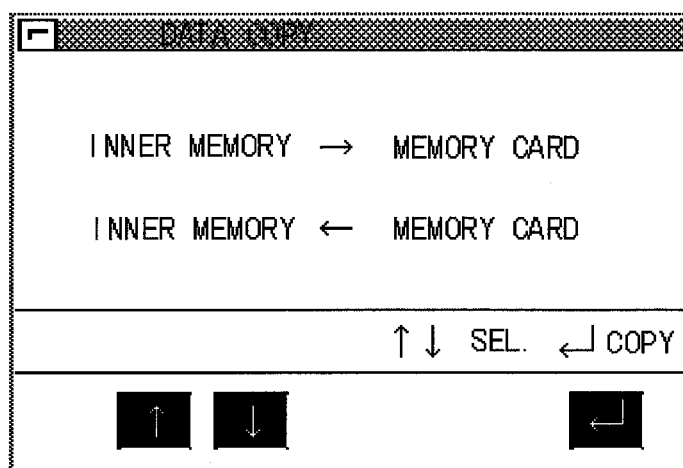 DATA COPY
INNER MEMORY → MEMORY CARD
INNER MEMORY ← MEMORY CARD
↑↓ SEL. ↵ COPY
↑ ↓ ↵